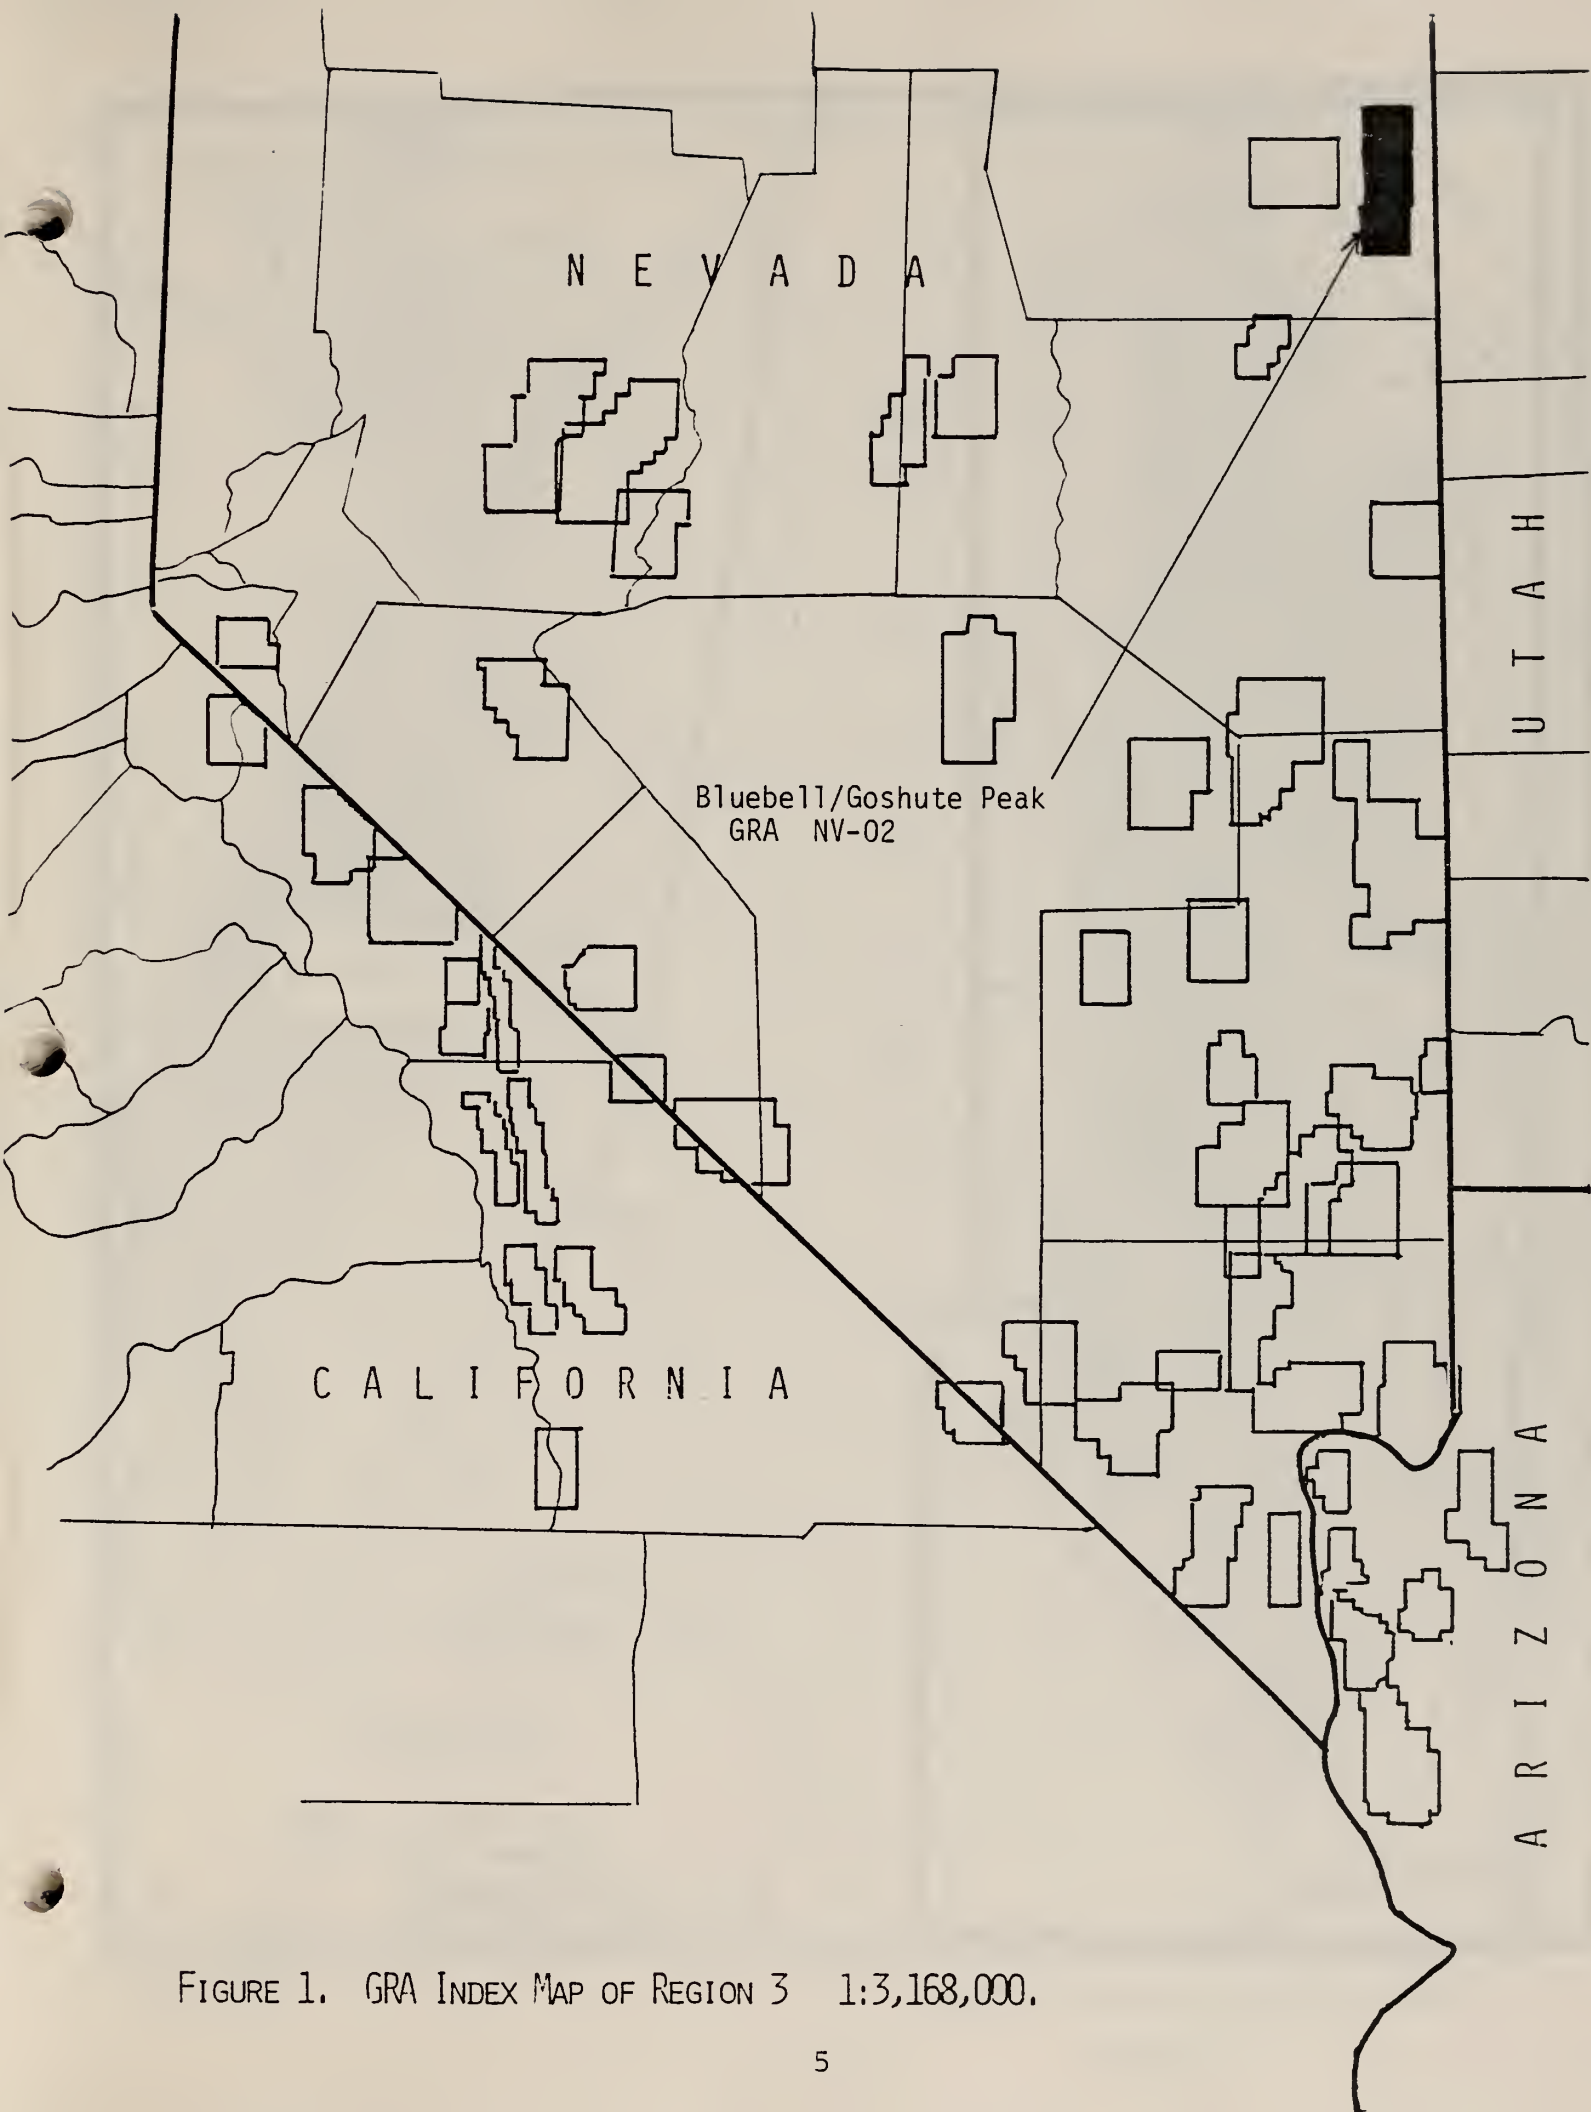 N E V A D A
U T A H
Bluebell/Goshute Peak
GRA NV-02
C A L I F O R N I A
A R I Z O N A
FIGURE 1. GRA INDEX MAP OF REGION 3 1:3,168,000.
5